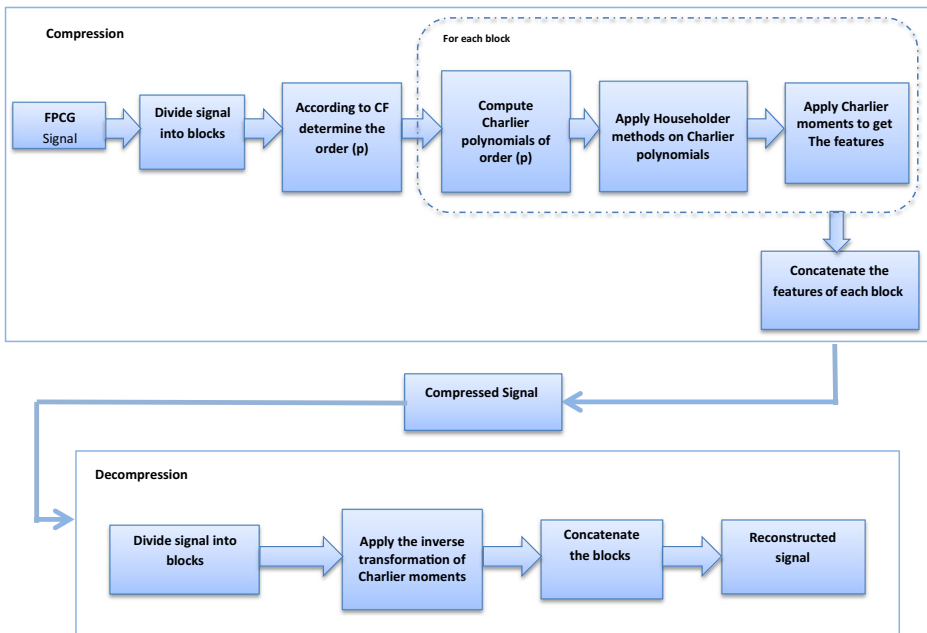 Compression
For each block
FPCG
Signal
Divide signal
into blocks
According to CF
determine the
order (p)
Compute
Charlier
polynomials of
order (p)
Apply Householder
methods on Charlier
polynomials
Apply Charlier
moments to get
The features
Concatenate the
features of each block
Compressed Signal
Decompression
Divide signal into
blocks
Apply the inverse
transformation of
Charlier moments
Concatenate
the blocks
Reconstructed
signal